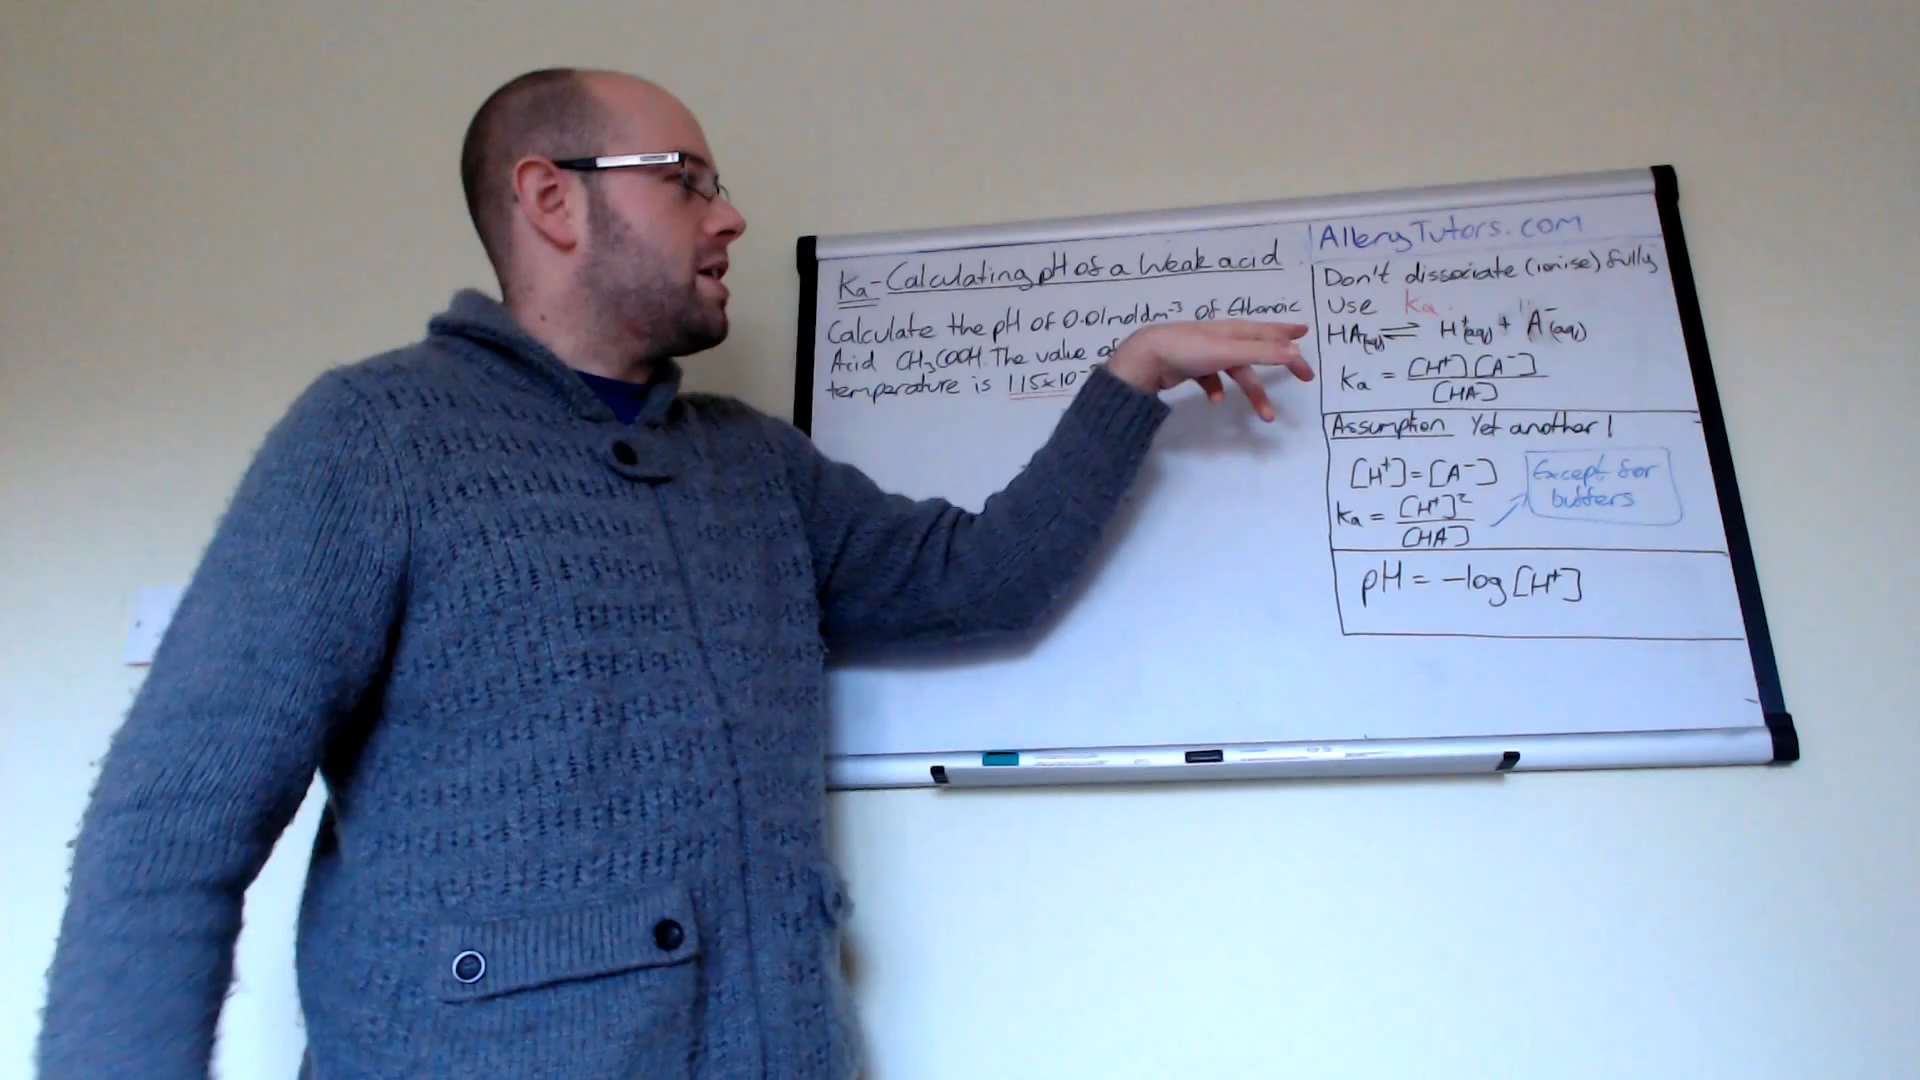 Ka - Calculating pH of a Weak acid
Calculate the pH of 0.01moldm⁻³ of Ethanoic
Acid CH₃COOH. The value of
temperature is 1.15x10⁻
AlleryTutors.com
Don't dissociate (ionise) fully
Use Ka
HA(aq) ⇌ H⁺(aq) + A⁻(aq)
Ka = [H⁺][A⁻]
[HA]
Assumption Yet another!
[H⁺]=[A⁻]
Ka = [H⁺]²
[HA]
Except for
buffers
pH = -log[H⁺]